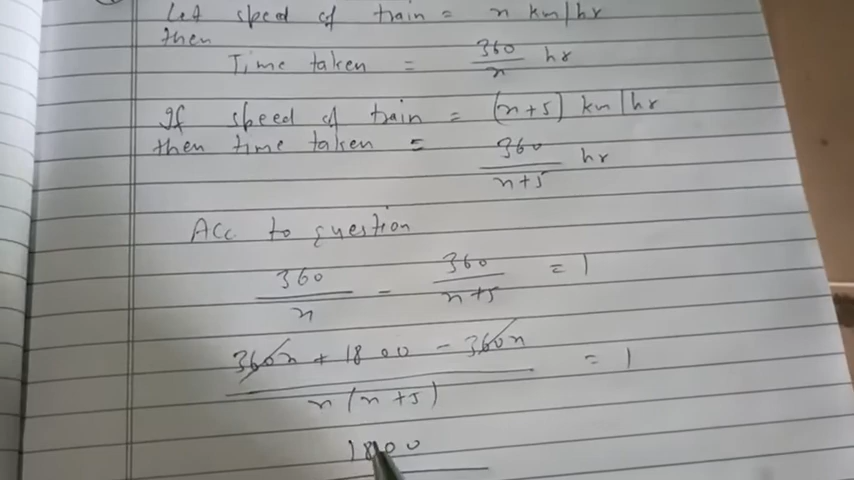 Let speed of train = x km/hr
then
Time taken = 360/x hr
If speed of train = (x+5) km/hr
then time taken = 360/x+5 hr
Acc to question
360/x - 360/x+5 = 1
360x + 1800 - 360x / x(x+5) = 1
1800